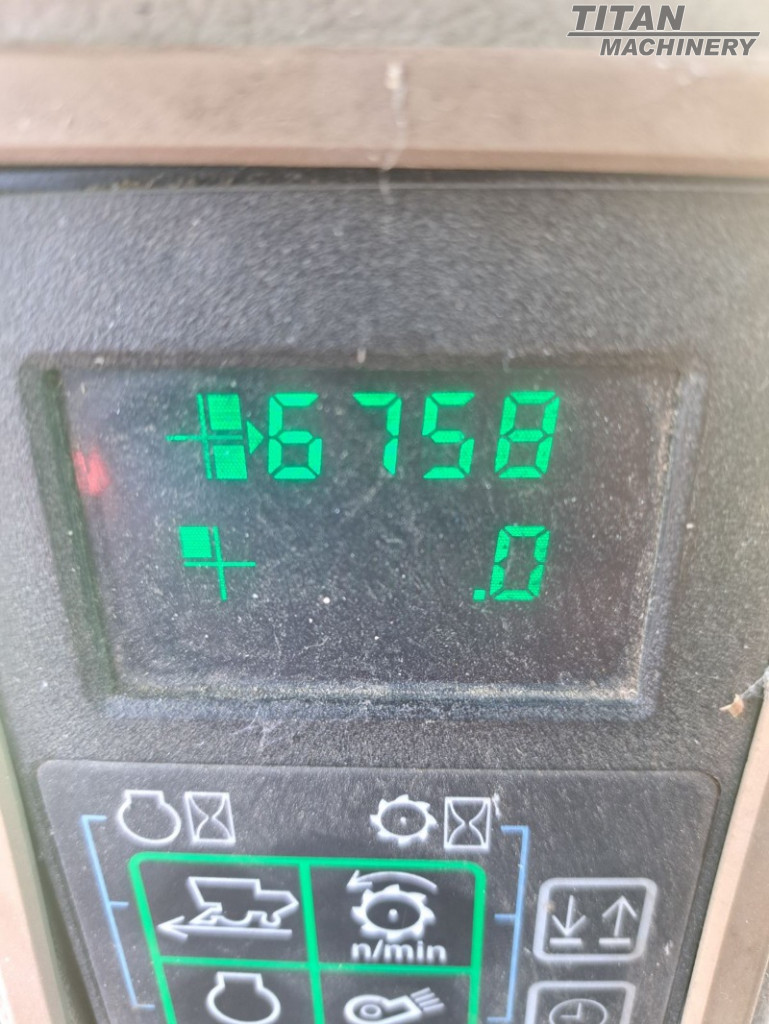 TITAN
MACHINERY
6758
.0
n/min